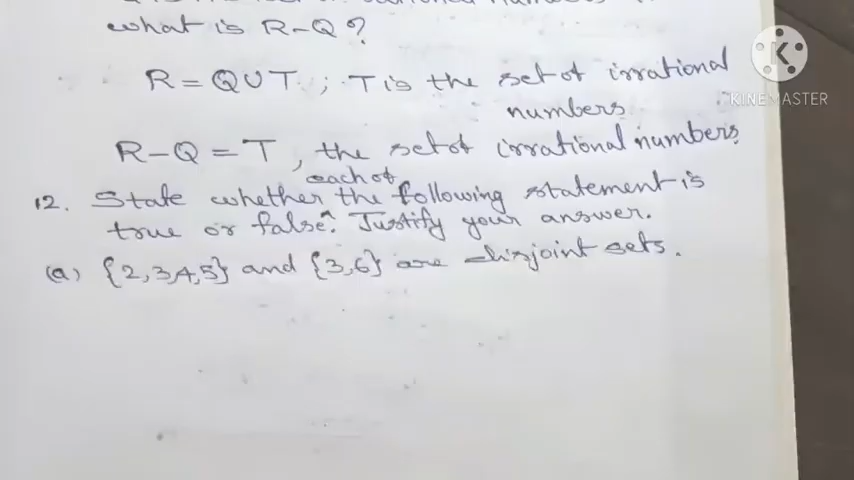 what is R-Q?
R = Q∪T ; T is the set of irrational
numbers
R-Q = T, the set of irrational numbers
each of
12. State whether the following statement is
true or false. Justify your answer.
(a) {2,3,4,5} and {3,6} are disjoint sets.
KINEMASTER